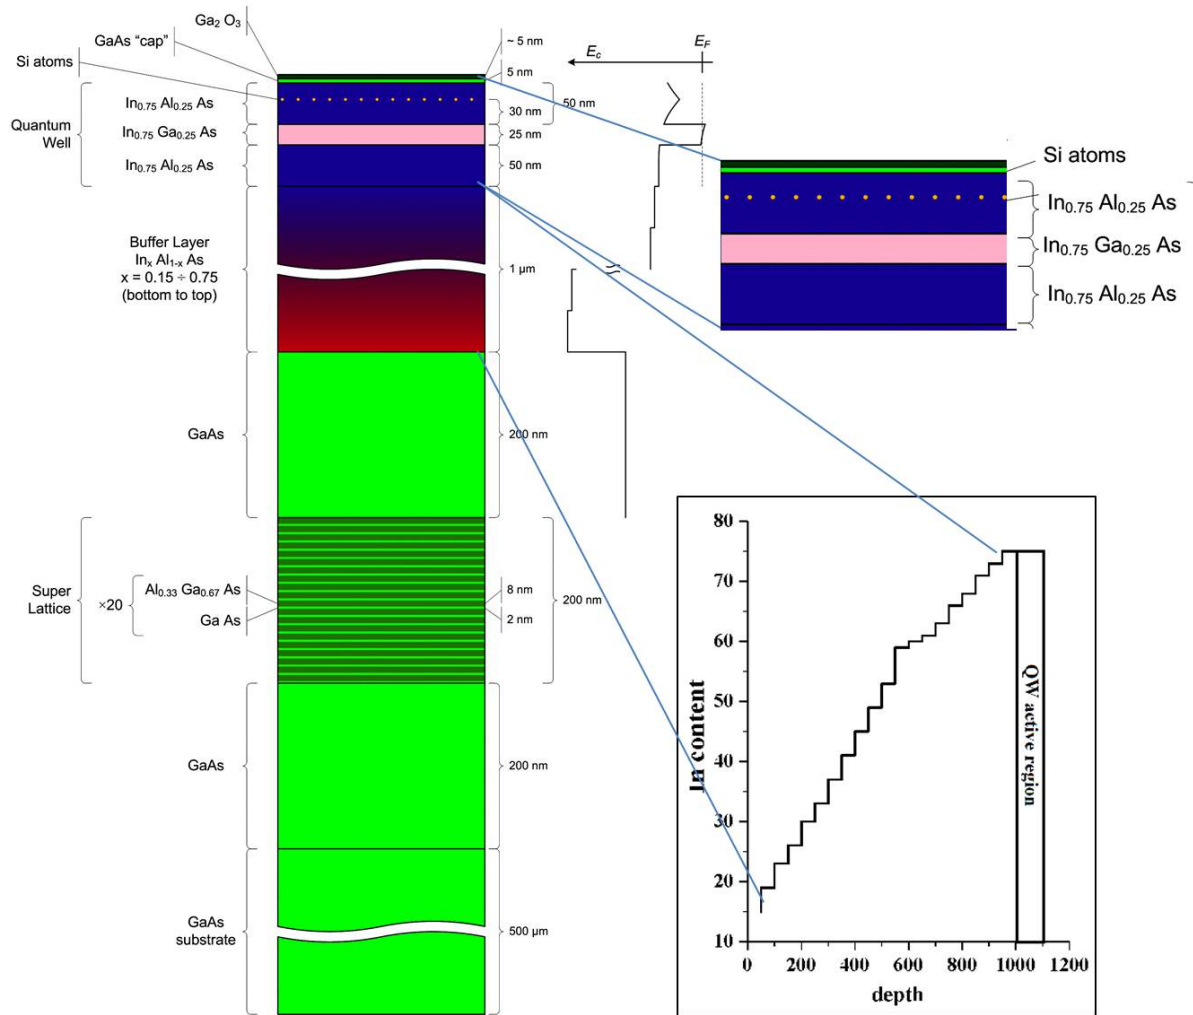 Ga₂ O₃
GaAs “cap”
Si atoms
Quantum
Well
In₀.₇₅ Al₀.₂₅ As
In₀.₇₅ Ga₀.₂₅ As
In₀.₇₅ Al₀.₂₅ As
~ 5 nm
5 nm
30 nm
50 nm
25 nm
50 nm
E_c
E_F
Buffer Layer
Inₓ Al₁₋ₓ As
x = 0.15 ÷ 0.75
(bottom to top)
1 µm
GaAs
200 nm
Super
Lattice
×20
Al₀.₃₃ Ga₀.₆₇ As
Ga As
8 nm
2 nm
200 nm
GaAs
200 nm
GaAs
substrate
500 µm
Si atoms
In₀.₇₅ Al₀.₂₅ As
In₀.₇₅ Ga₀.₂₅ As
In₀.₇₅ Al₀.₂₅ As
80
70
60
50
40
30
20
10
In content
QW active region
0 200 400 600 800 1000 1200
depth